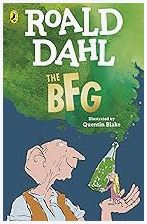 ROALD
DAHL
THE
BFG
Illustrated by
Quentin Blake